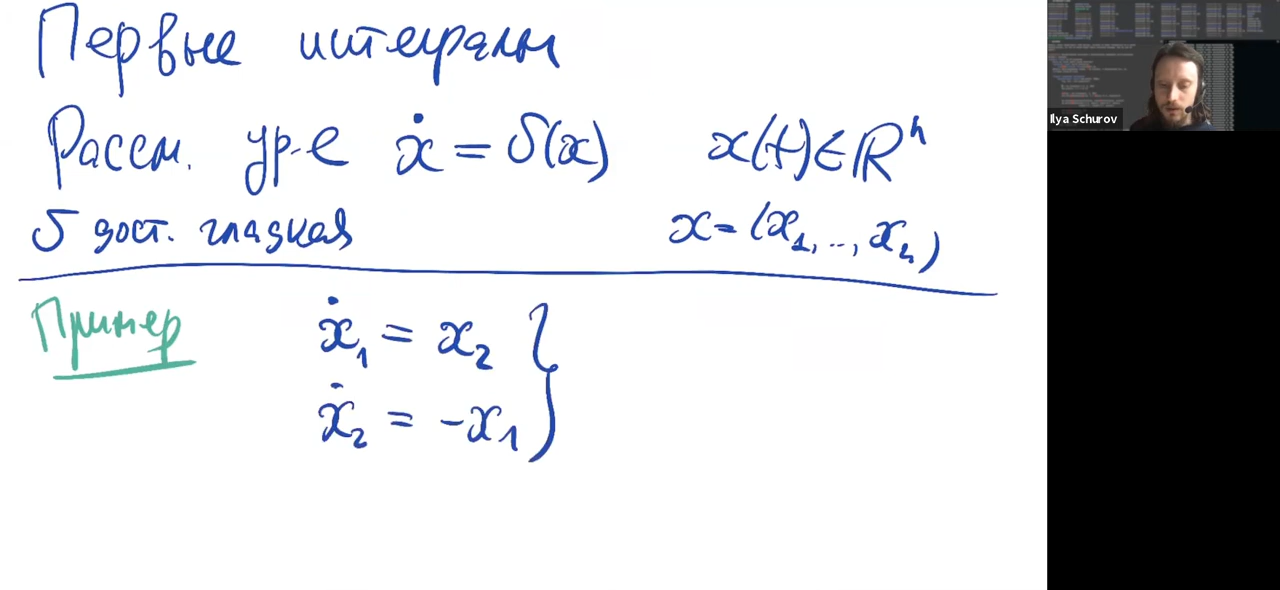 Первые интегралы
Рассм. ур-е ẋ = v(x) x(t) ∈ ℝⁿ
v дост. гладкая x = (x₁, .., xₙ)
Пример ẋ₁ = x₂ }
ẋ₂ = -x₁
Ilya Schurov